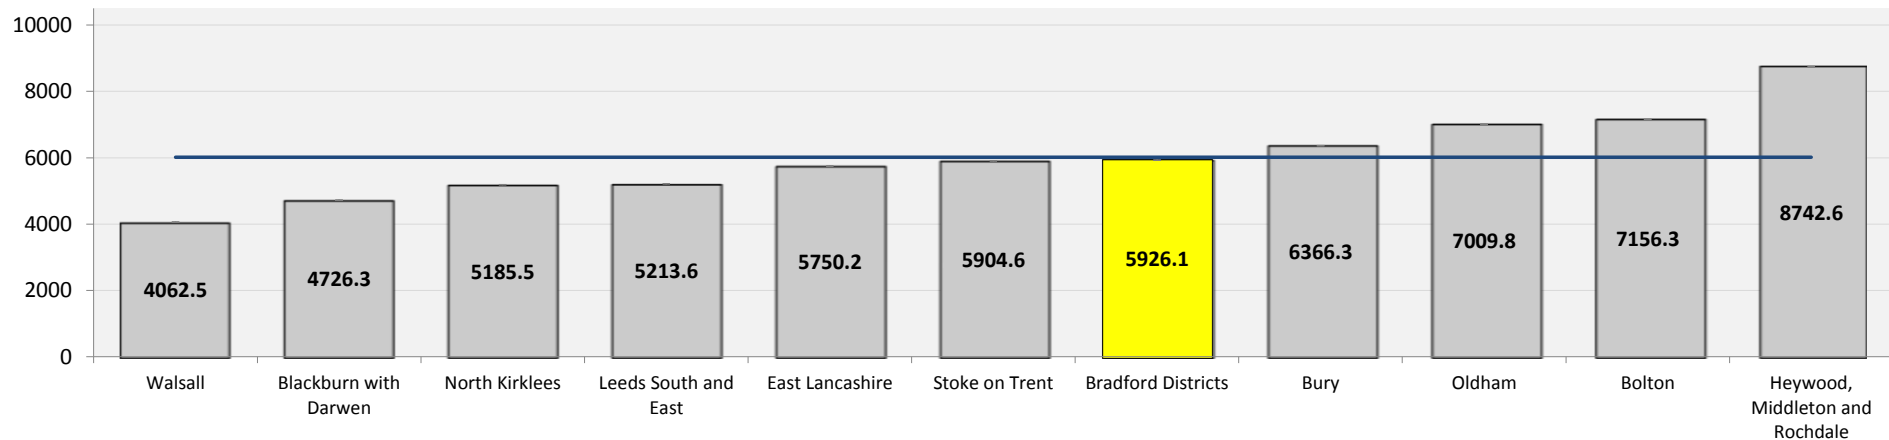 10000
8000
6000
4000
2000
0
4062.5
4726.3
5185.5
5213.6
5750.2
5904.6
5926.1
6366.3
7009.8
7156.3
8742.6
Walsall
Blackburn with
Darwen
North Kirklees
Leeds South and
East
East Lancashire
Stoke on Trent
Bradford Districts
Bury
Oldham
Bolton
Heywood,
Middleton and
Rochdale